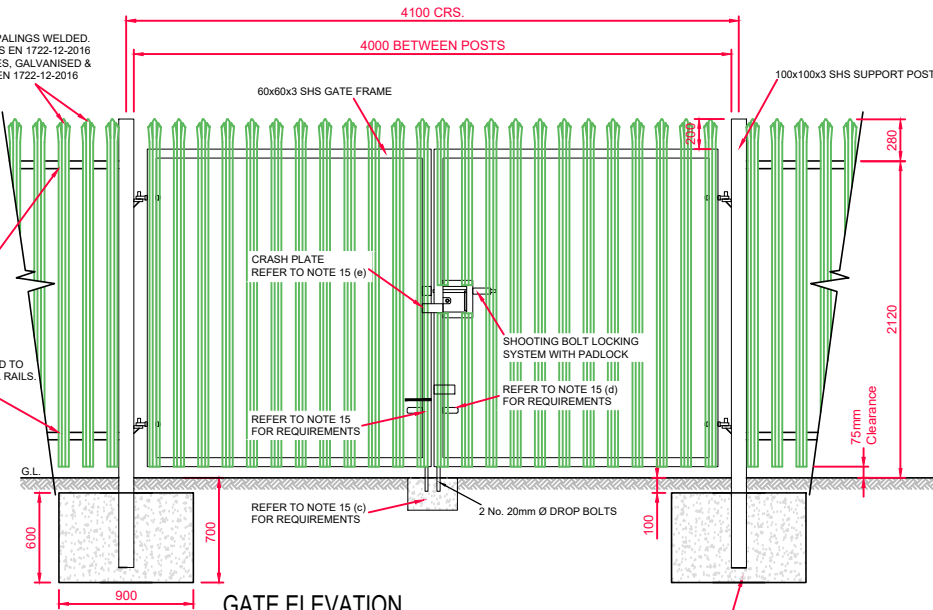 4100 CRS.
4000 BETWEEN POSTS
PALINGS WELDED.
EN 1722-12-2016
GALVANISED &
EN 1722-12-2016
60x60x3 SHS GATE FRAME
100x100x3 SHS SUPPORT POST
200
280
CRASH PLATE
REFER TO NOTE 15 (e)
2120
SHOOTING BOLT LOCKING
SYSTEM WITH PADLOCK
TO
RAILS.
REFER TO NOTE 15 (d)
FOR REQUIREMENTS
REFER TO NOTE 15
FOR REQUIREMENTS
75mm
Clearance
G.L.
REFER TO NOTE 15 (c)
FOR REQUIREMENTS
2 No. 20mm Ø DROP BOLTS
600
700
100
900
GATE ELEVATION